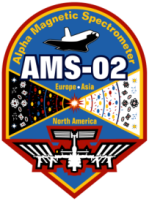 Alpha Magnetic Spectrometer
AMS-02
Europe • Asia
North America